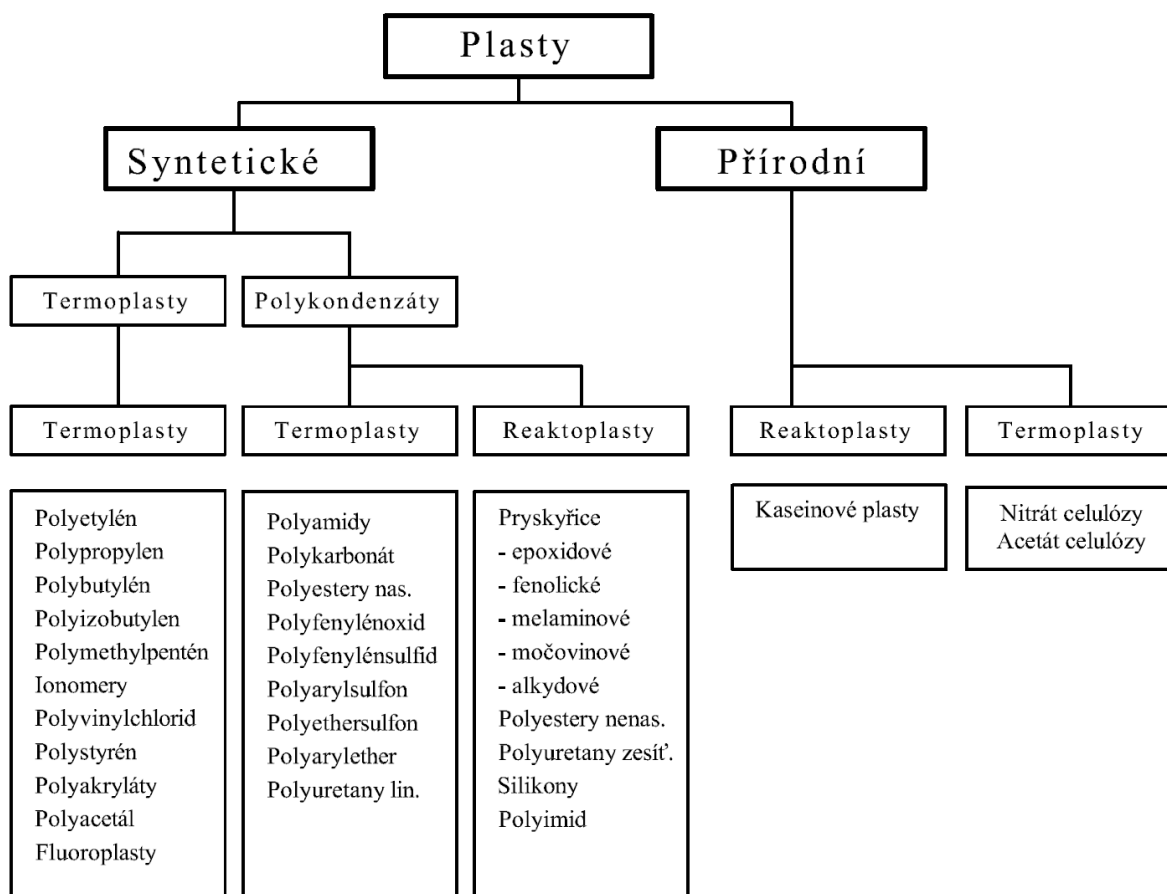 Plasty
Syntetické
Přírodní
Termoplasty
Polykondenzáty
Termoplasty
Termoplasty
Reaktoplasty
Reaktoplasty
Termoplasty
Polyetylén
Polypropylen
Polybutylén
Polyizobutylen
Polymethylpentén
Ionomery
Polyvinylchlorid
Polystyrén
Polyakryláty
Polyacetál
Fluoroplasty
Polyamidy
Polykarbonát
Polyestery nas.
Polyfenylénoxid
Polyfenylénsulfid
Polyarylsulfon
Polyethersulfon
Polyarylether
Polyuretany lin.
Pryskyřice
- epoxidové
- fenolické
- melaminové
- močovinové
- alkydové
Polyestery nenas.
Polyuretany zesíť.
Silikony
Polyimid
Kaseinové plasty
Nitrát celulózy
Acetát celulózy